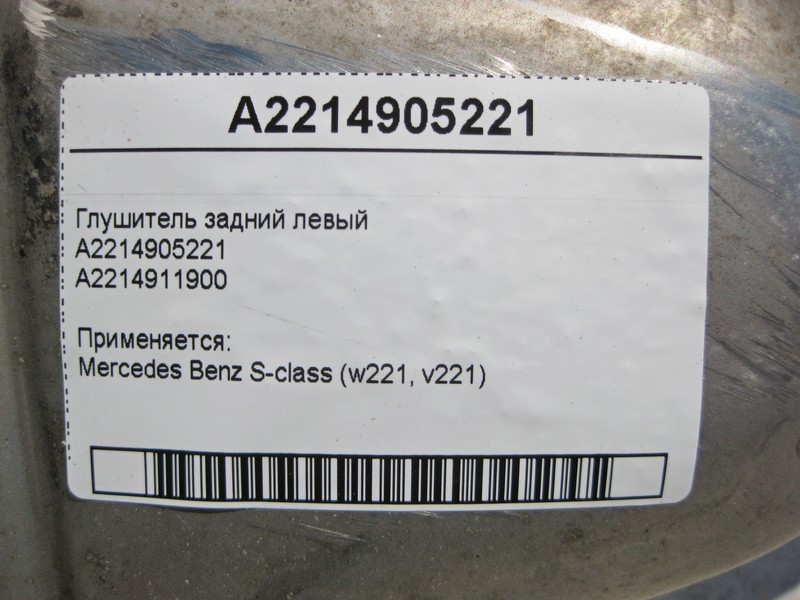 A2214905221
Глушитель задний левый
A2214905221
A2214911900
Применяется:
Mercedes Benz S-class (w221, v221)